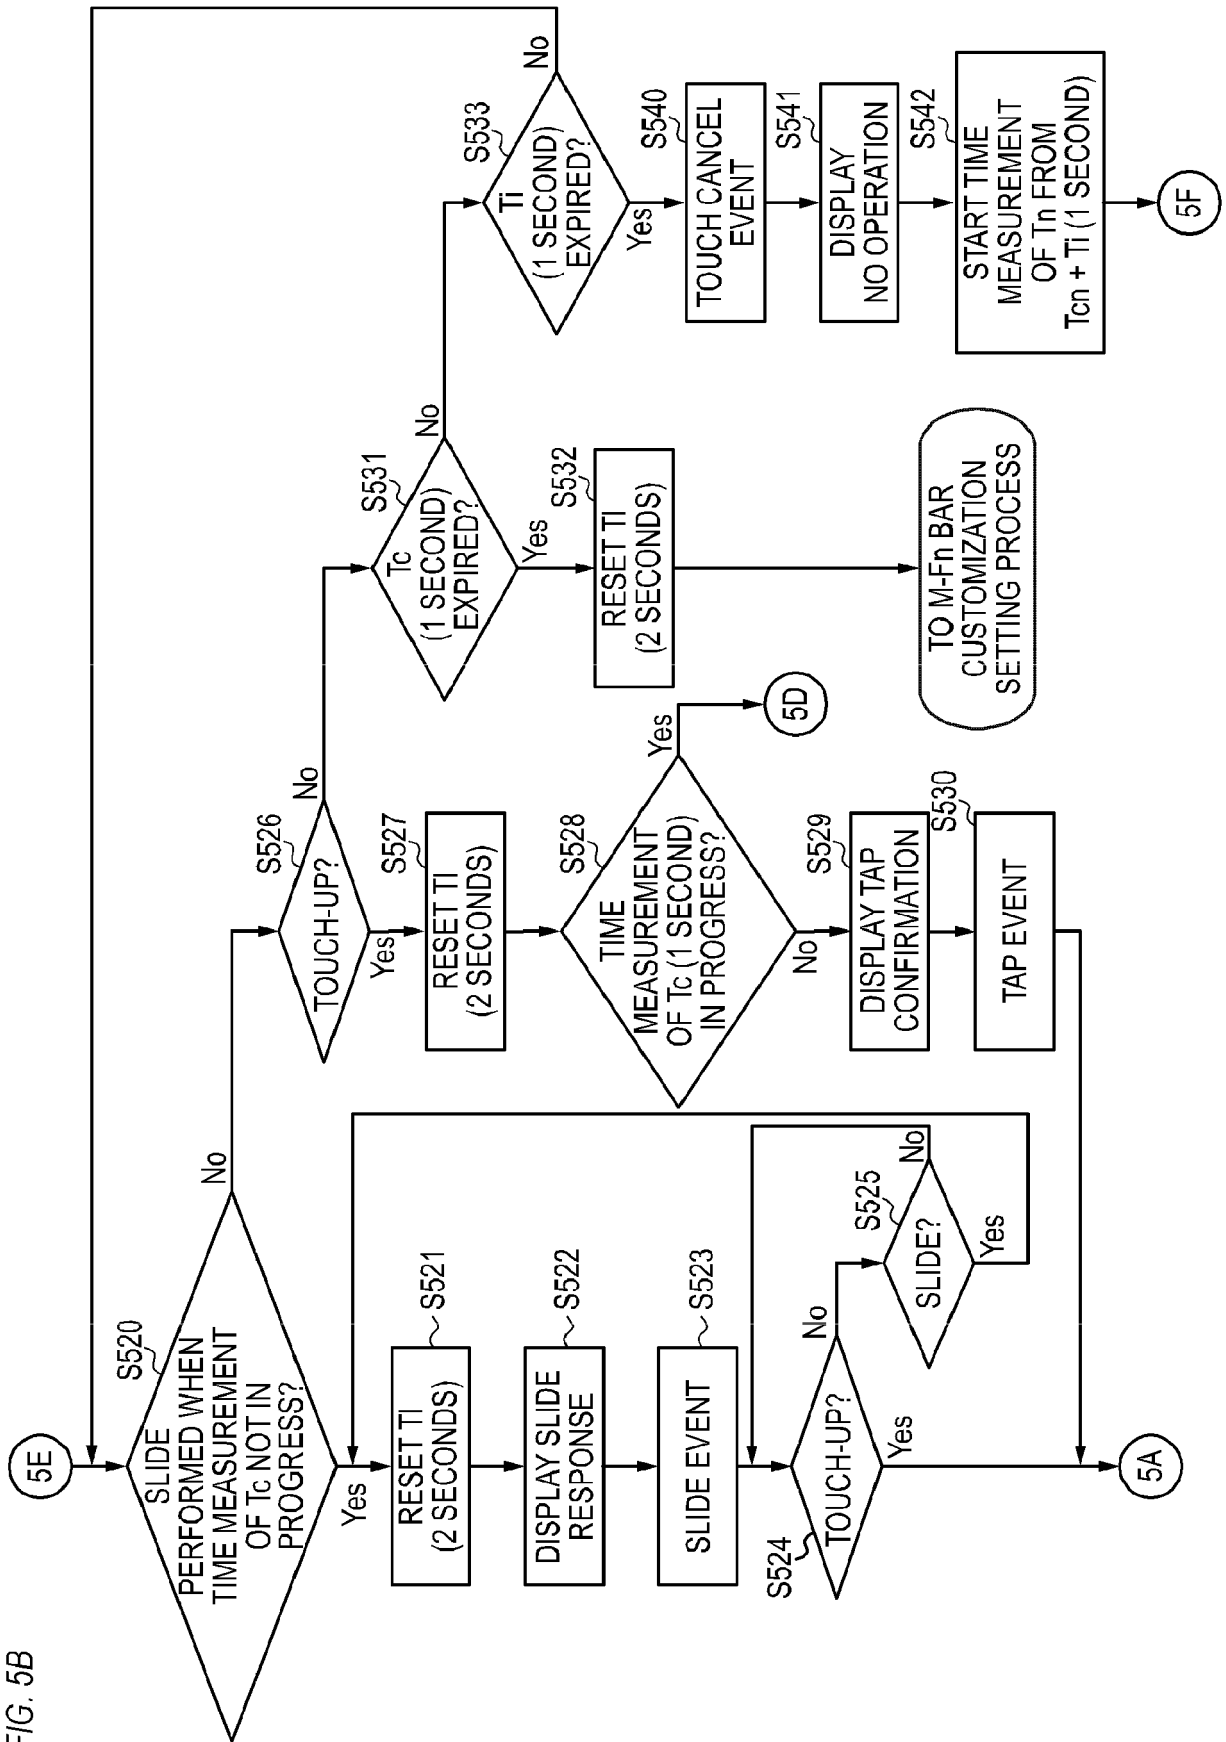 FIG. 5B
5E
S520
SLIDE
PERFORMED WHEN
TIME MEASUREMENT
OF Tc NOT IN
PROGRESS?
No
Yes
S521
RESET TI
(2 SECONDS)
S522
DISPLAY SLIDE
RESPONSE
S523
SLIDE EVENT
S524
TOUCH-UP?
No
Yes
S525
SLIDE?
No
Yes
5A
S526
TOUCH-UP?
No
Yes
S527
RESET TI
(2 SECONDS)
S528
TIME
MEASUREMENT
OF Tc (1 SECOND)
IN PROGRESS?
Yes
No
5D
S529
DISPLAY TAP
CONFIRMATION
S530
TAP EVENT
S531
Tc
(1 SECOND)
EXPIRED?
No
Yes
S532
RESET TI
(2 SECONDS)
TO M-Fn BAR
CUSTOMIZATION
SETTING PROCESS
S533
Ti
(1 SECOND)
EXPIRED?
No
Yes
S540
TOUCH CANCEL
EVENT
S541
DISPLAY
NO OPERATION
S542
START TIME
MEASUREMENT
OF Tn FROM
Tcn + Ti (1 SECOND)
5F